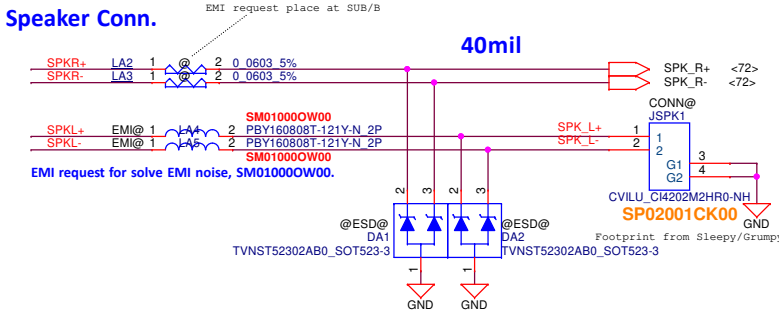 EMI request place at SUB/B
Speaker Conn.
40mil
SPKR+ LA2 1 @ 2 0_0603_5% SPK_R+ <72>
SPKR- LA3 1 @ 2 0_0603_5% SPK_R- <72>
CONN@
JSPK1
SM01000OW00
SPKL+ EMI@ 1 LA4 2 PBY160808T-121Y-N_2P SPK_L+ 1 1
SPKL- EMI@ 1 LA5 2 PBY160808T-121Y-N_2P SPK_L- 2 2
SM01000OW00
G1 3
G2 4
EMI request for solve EMI noise, SM01000OW00.
CVILU_CI4202M2HR0-NH
SP02001CK00
GND
2 3 2 3
@ESD@ @ESD@
DA1 DA2
Footprint from Sleepy/Grumpy
TVNST52302AB0_SOT523-3 TVNST52302AB0_SOT523-3
1 1
GND GND